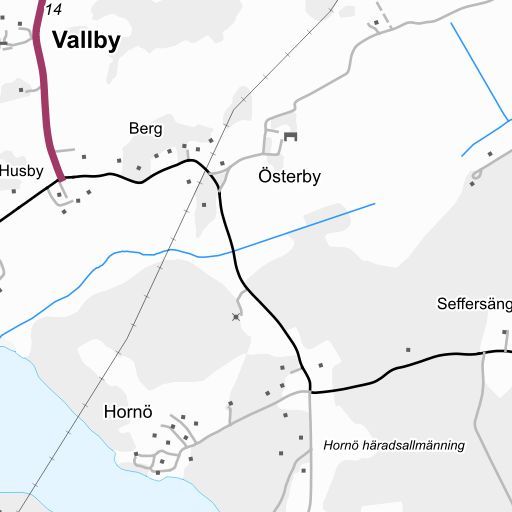 14
Vallby
Berg
Husby
Österby
Seffersäng
Hornö
Hornö häradsallmänning